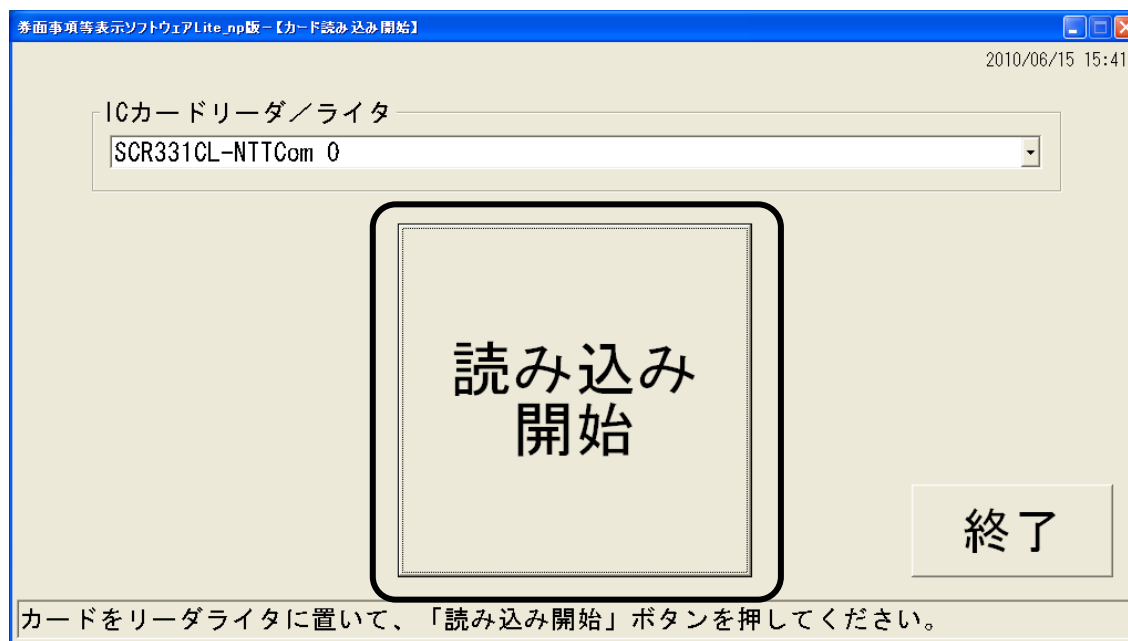 券面事項等表示ソフトウェアLite_np版－【カード読み込み開始】
2010/06/15 15:41
ICカードリーダ／ライタ
SCR331CL-NTTCom 0
読み込み
開始
終了
カードをリーダライタに置いて、「読み込み開始」ボタンを押してください。